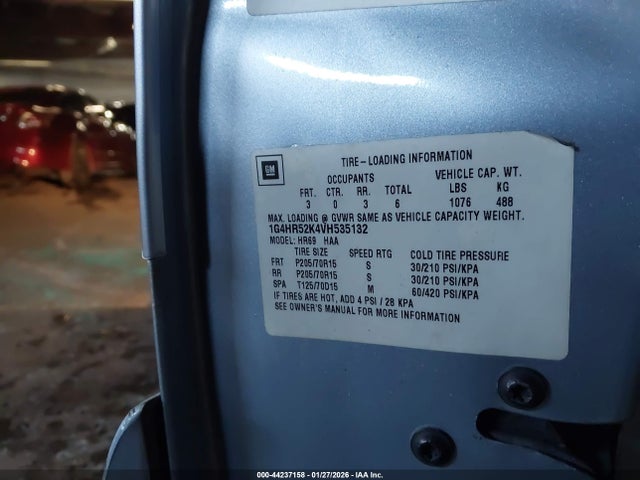 GM
TIRE-LOADING INFORMATION
OCCUPANTS VEHICLE CAP. WT.
FRT. CTR. RR. TOTAL LBS KG
3 0 3 6 1076 488
MAX. LOADING @ GVWR SAME AS VEHICLE CAPACITY WEIGHT.
1G4HR52K4VH535132
MODEL: HR69 HAA
TIRE SIZE SPEED RTG COLD TIRE PRESSURE
FRT P205/70R15 S 30/210 PSI/KPA
RR P205/70R15 S 30/210 PSI/KPA
SPA T125/70D15 M 60/420 PSI/KPA
IF TIRES ARE HOT, ADD 4 PSI / 28 KPA
SEE OWNER'S MANUAL FOR MORE INFORMATION
000-44237158 | 01/27/2026 | ©IAA Inc.